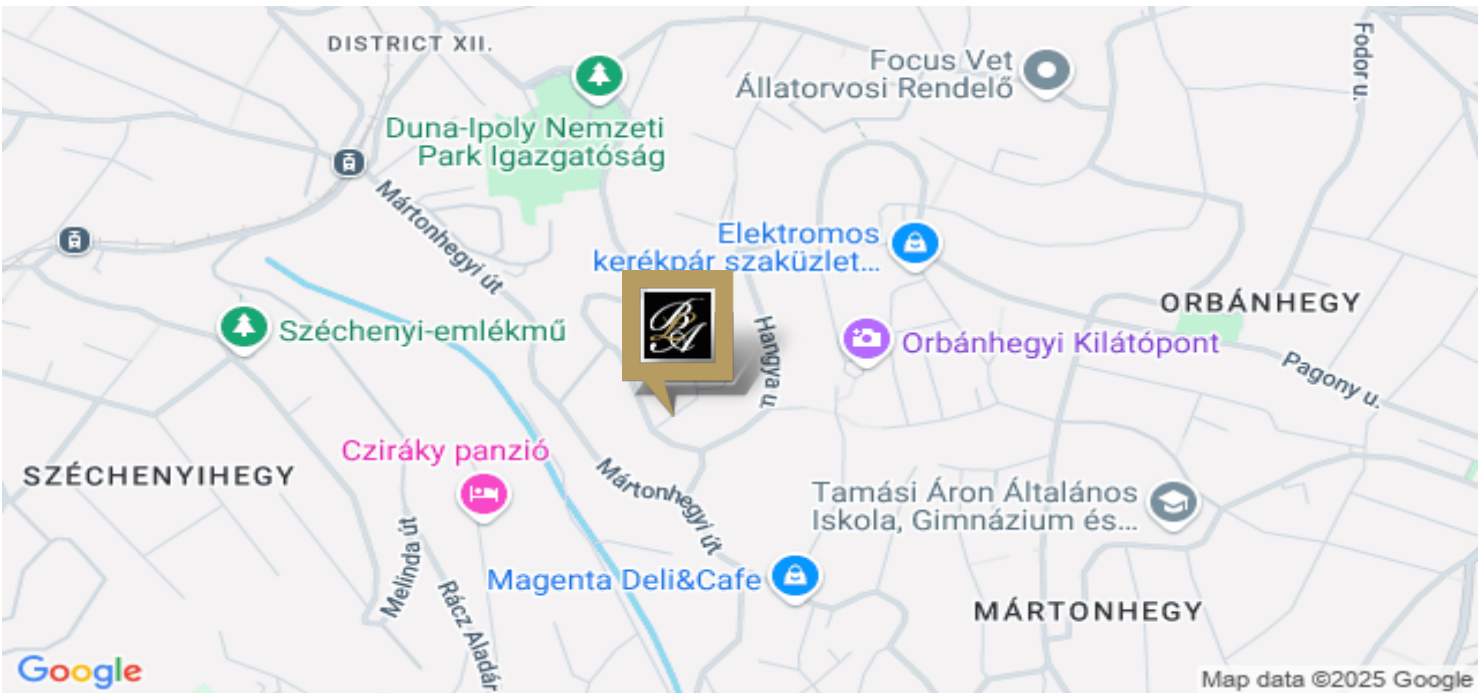 DISTRICT XII.
Focus Vet
Állatorvosi Rendelő
Fodor u.
Duna-Ipoly Nemzeti
Park Igazgatóság
Mártonhegyi út
Elektromos
kerékpár szaküzlet...
ORBÁNHEGY
Széchenyi-emlékmű
Hangya u.
Orbánhegyi Kilátópont
Pagony u.
Cziráky panzió
SZÉCHENYIHEGY
Mártonhegyi út
Tamási Áron Általános
Iskola, Gimnázium és...
Melinda út
Magenta Deli&Cafe
Rácz Aladár
MÁRTONHEGY
Google
Map data ©2025 Google